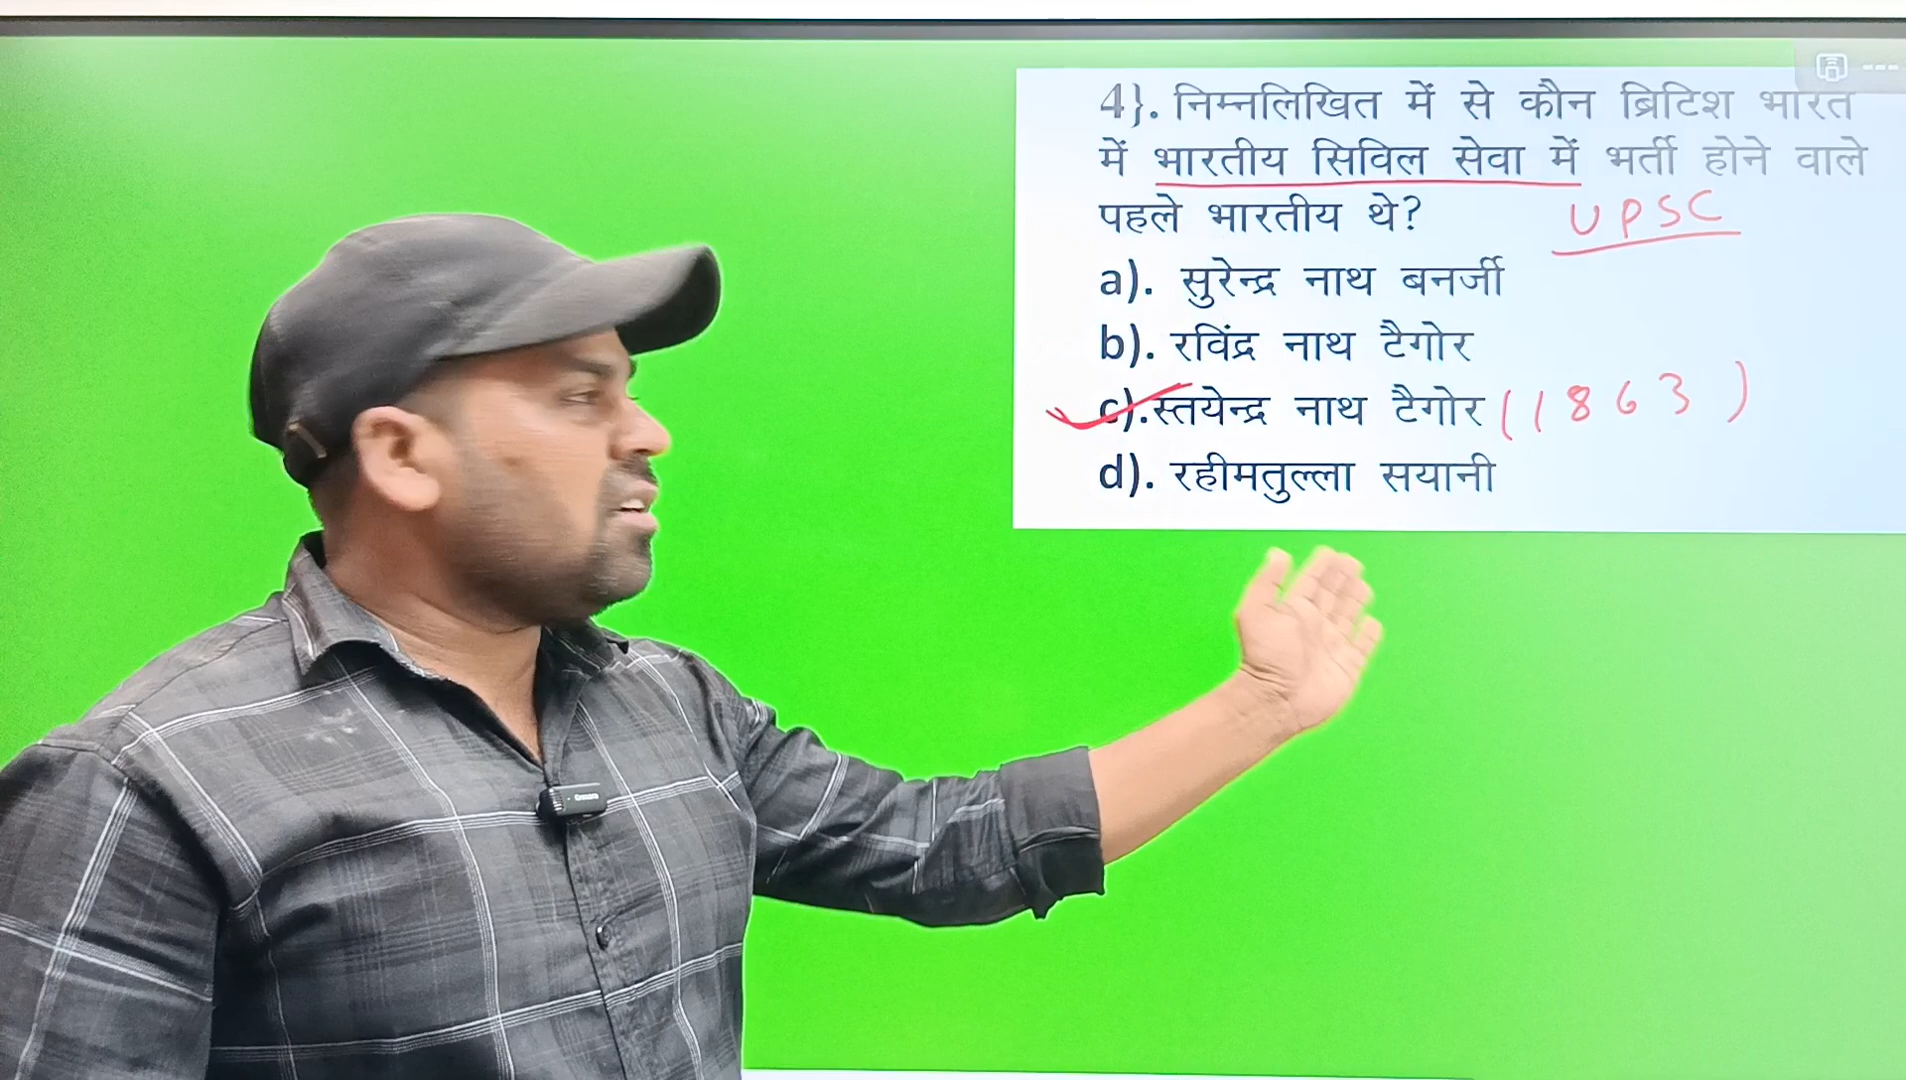 4}. निम्नलिखित में से कौन ब्रिटिश भारत
में भारतीय सिविल सेवा में भर्ती होने वाले
पहले भारतीय थे? UPSC
a). सुरेन्द्र नाथ बनर्जी
b). रविंद्र नाथ टैगोर
c).स्तयेन्द्र नाथ टैगोर (1863)
d). रहीमतुल्ला सयानी